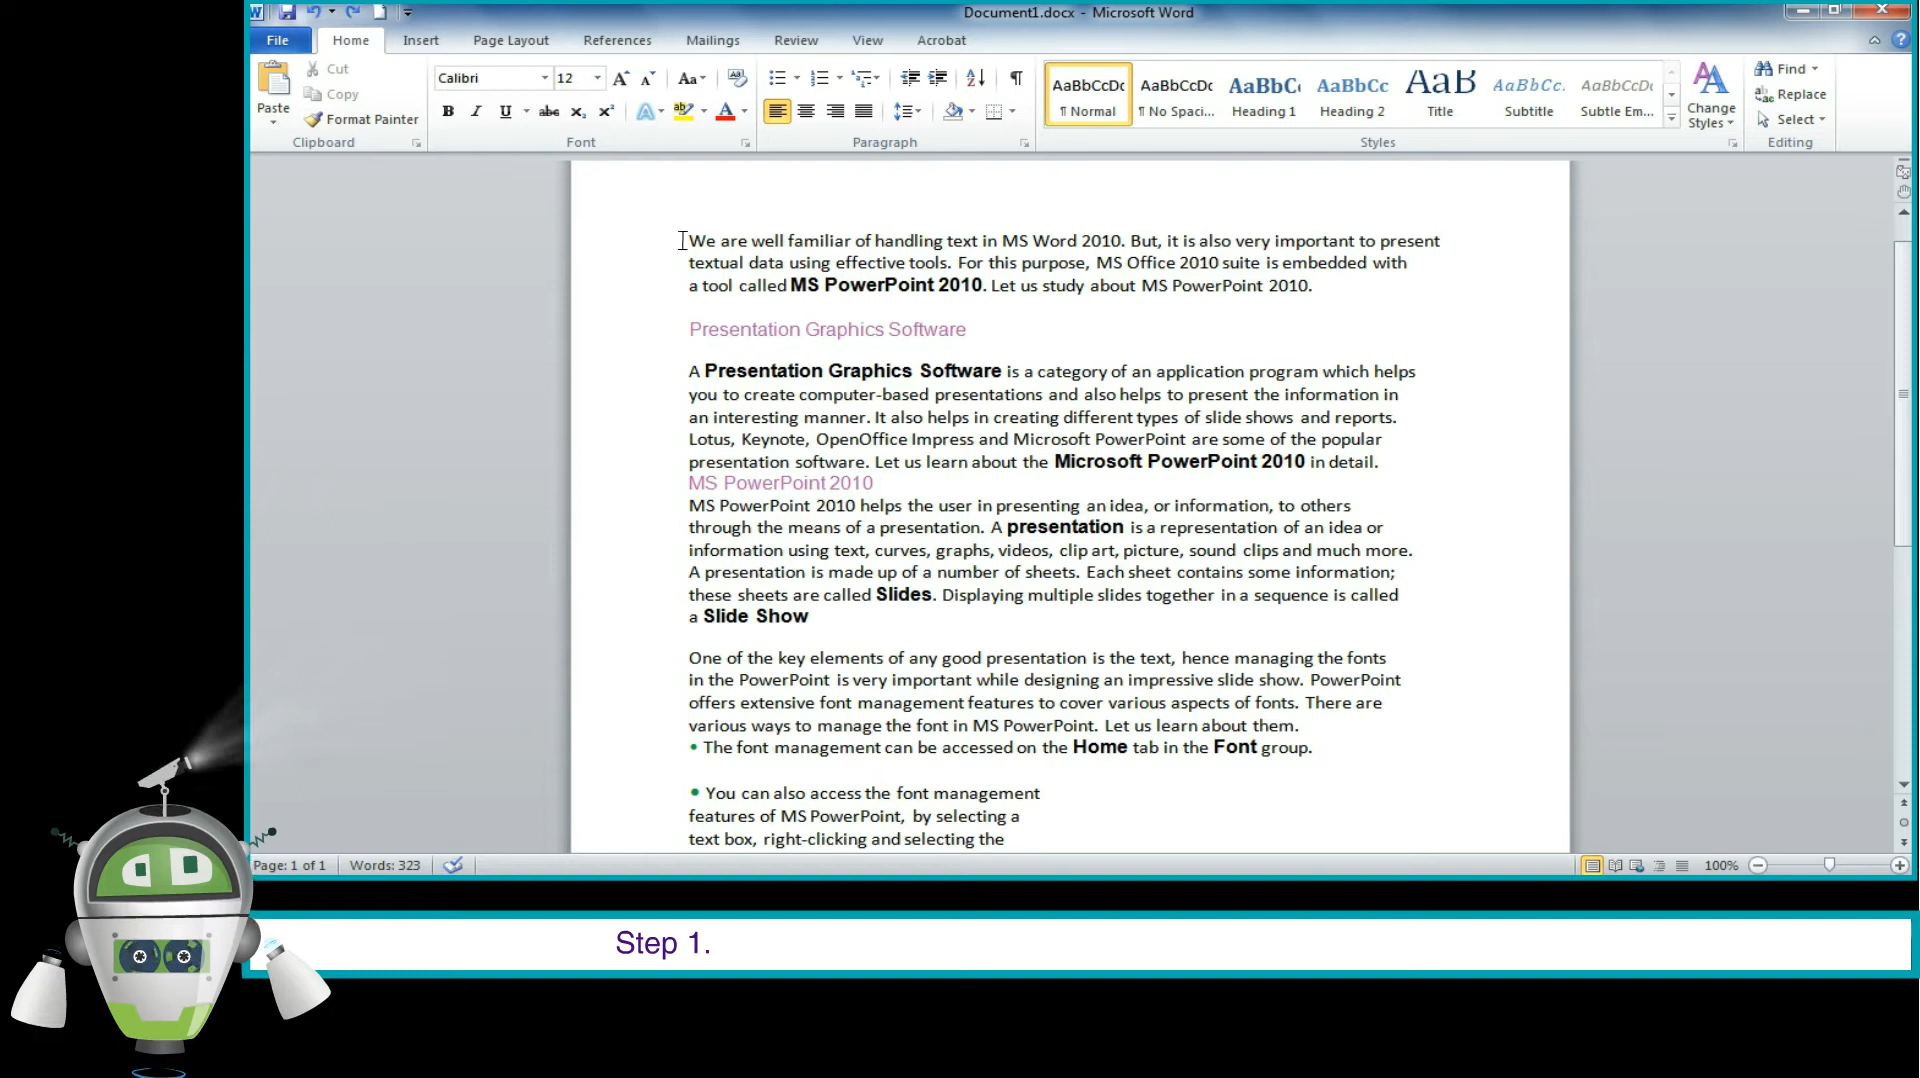 Document1.docx - Microsoft Word
File Home Insert Page Layout References Mailings Review View Acrobat
Paste
Cut
Copy
Format Painter
Clipboard
Calibri 12
Font
Paragraph
AaBbCcDc AaBbCcDc AaBbC AaBbCc AaB AaBbCc. AaBbCcDc
¶ Normal ¶ No Spaci... Heading 1 Heading 2 Title Subtitle Subtle Em...
Change
Styles
Styles
Find
Replace
Select
Editing
We are well familiar of handling text in MS Word 2010. But, it is also very important to present
textual data using effective tools. For this purpose, MS Office 2010 suite is embedded with
a tool called MS PowerPoint 2010. Let us study about MS PowerPoint 2010.
Presentation Graphics Software
A Presentation Graphics Software is a category of an application program which helps
you to create computer-based presentations and also helps to present the information in
an interesting manner. It also helps in creating different types of slide shows and reports.
Lotus, Keynote, OpenOffice Impress and Microsoft PowerPoint are some of the popular
presentation software. Let us learn about the Microsoft PowerPoint 2010 in detail.
MS PowerPoint 2010
MS PowerPoint 2010 helps the user in presenting an idea, or information, to others
through the means of a presentation. A presentation is a representation of an idea or
information using text, curves, graphs, videos, clip art, picture, sound clips and much more.
A presentation is made up of a number of sheets. Each sheet contains some information;
these sheets are called Slides. Displaying multiple slides together in a sequence is called
a Slide Show
One of the key elements of any good presentation is the text, hence managing the fonts
in the PowerPoint is very important while designing an impressive slide show. PowerPoint
offers extensive font management features to cover various aspects of fonts. There are
various ways to manage the font in MS PowerPoint. Let us learn about them.
• The font management can be accessed on the Home tab in the Font group.
• You can also access the font management
features of MS PowerPoint, by selecting a
text box, right-clicking and selecting the
Page: 1 of 1 Words: 323 100%
Step 1.